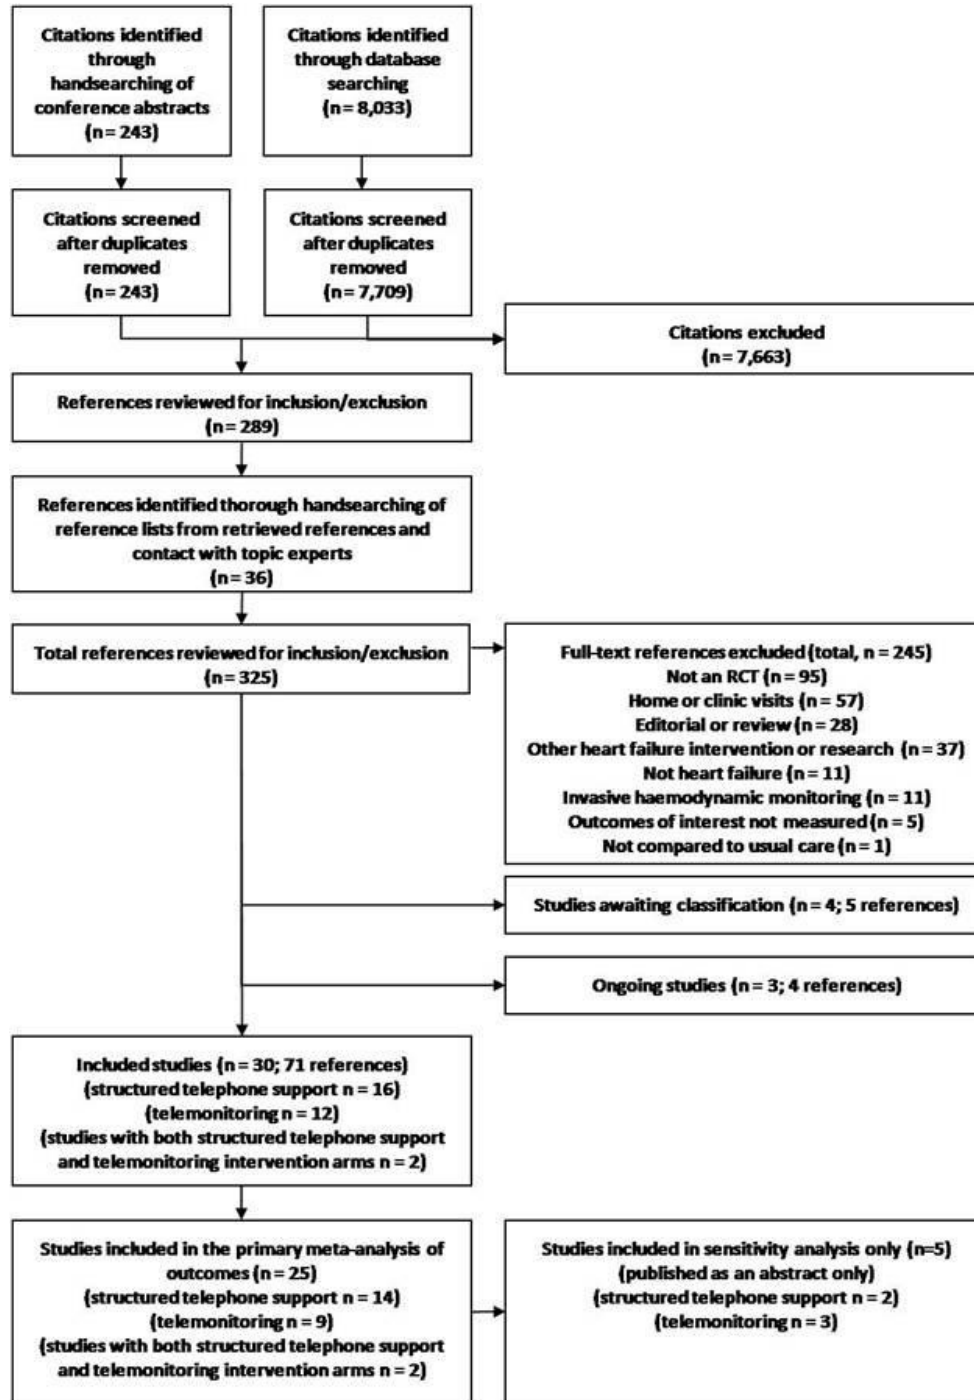 Citations identified
through
handsearching of
conference abstracts
(n = 243)
Citations identified
through database
searching
(n = 8,033)
Citations screened
after duplicates
removed
(n = 243)
Citations screened
after duplicates
removed
(n = 7,709)
Citations excluded
(n = 7,663)
References reviewed for inclusion/exclusion
(n = 289)
References identified thorough handsearching of
reference lists from retrieved references and
contact with topic experts
(n = 36)
Total references reviewed for inclusion/exclusion
(n = 325)
Full-text references excluded (total, n = 245)
Not an RCT (n = 95)
Home or clinic visits (n = 57)
Editorial or review (n = 28)
Other heart failure intervention or research (n = 37)
Not heart failure (n = 11)
Invasive haemodynamic monitoring (n = 11)
Outcomes of interest not measured (n = 5)
Not compared to usual care (n = 1)
Studies awaiting classification (n = 4; 5 references)
Ongoing studies (n = 3; 4 references)
Included studies (n = 30; 71 references)
(structured telephone support n = 16)
(telemonitoring n = 12)
(studies with both structured telephone support
and telemonitoring intervention arms n = 2)
Studies included in the primary meta-analysis of
outcomes (n = 25)
(structured telephone support n = 14)
(telemonitoring n = 9)
(studies with both structured telephone support
and telemonitoring intervention arms n = 2)
Studies included in sensitivity analysis only (n=5)
(published as an abstract only)
(structured telephone support n = 2)
(telemonitoring n = 3)